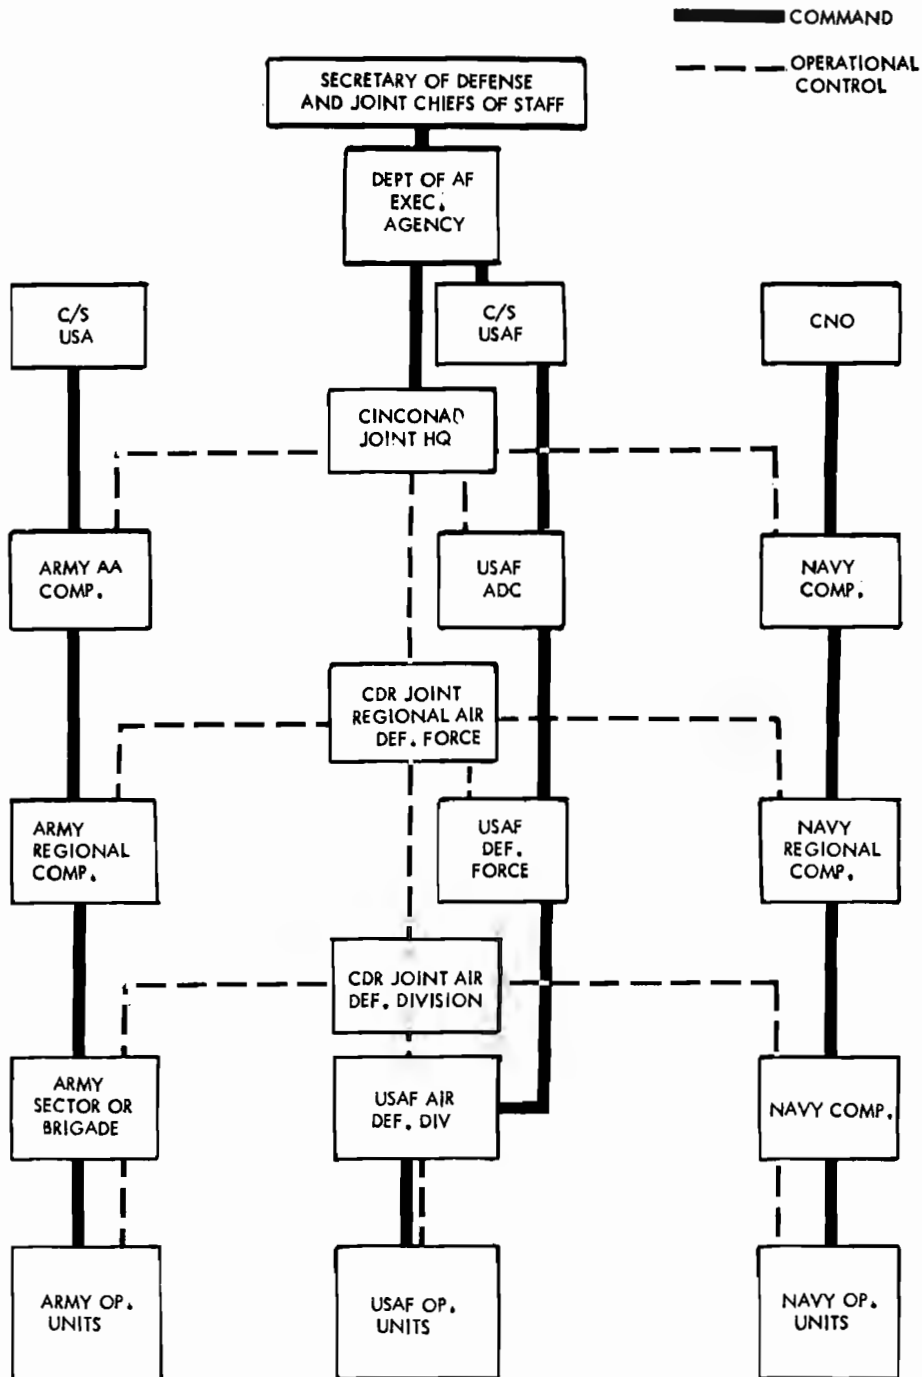 COMMAND
OPERATIONAL
CONTROL
SECRETARY OF DEFENSE
AND JOINT CHIEFS OF STAFF
DEPT OF AF
EXEC.
AGENCY
C/S
USA
C/S
USAF
CNO
CINCONAD
JOINT HQ
ARMY AA
COMP.
USAF
ADC
NAVY
COMP.
CDR JOINT
REGIONAL AIR
DEF. FORCE
ARMY
REGIONAL
COMP.
USAF
DEF.
FORCE
NAVY
REGIONAL
COMP.
CDR JOINT AIR
DEF. DIVISION
ARMY
SECTOR OR
BRIGADE
USAF AIR
DEF. DIV
NAVY COMP.
ARMY OP.
UNITS
USAF OP.
UNITS
NAVY OP.
UNITS